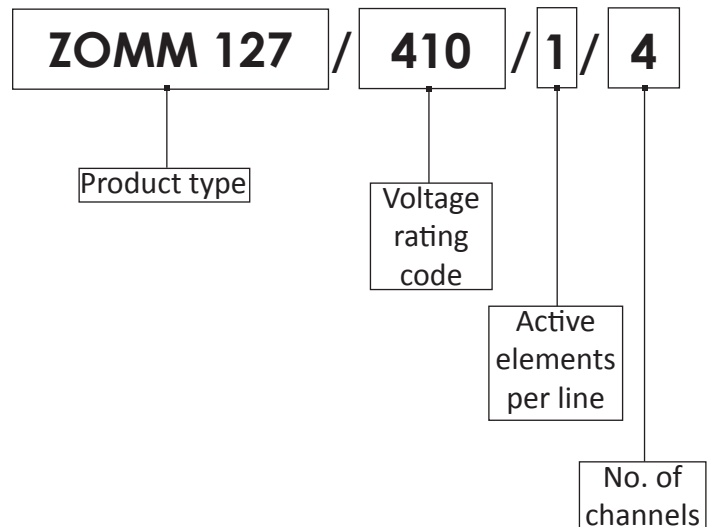 ZOMM 127 / 410 / 1 / 4
Product type
Voltage
rating
code
Active
elements
per line
No. of
channels